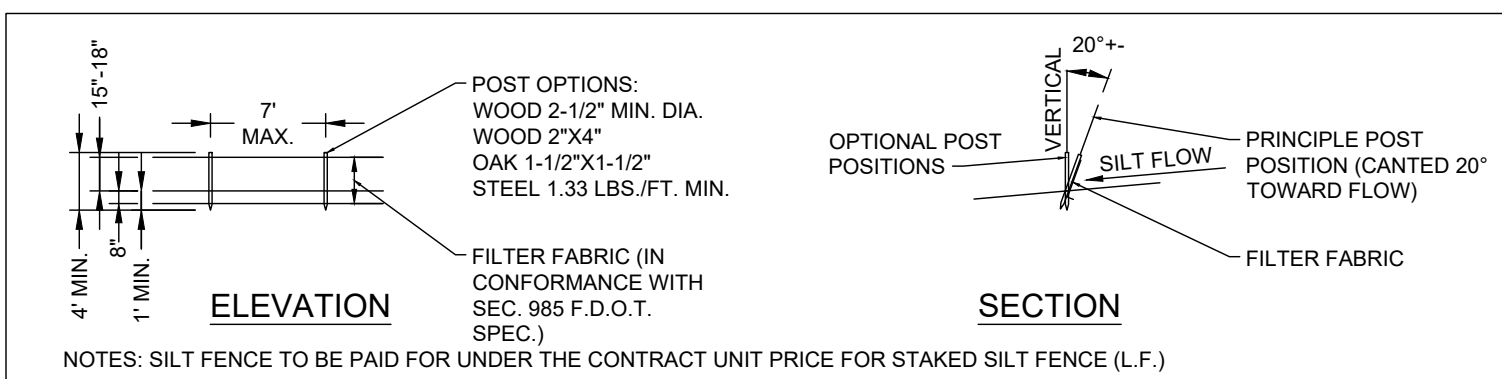 15"-18"
4' MIN.
8"
1' MIN.
7'
MAX.
POST OPTIONS:
WOOD 2-1/2" MIN. DIA.
WOOD 2"X4"
OAK 1-1/2"X1-1/2"
STEEL 1.33 LBS./FT. MIN.
FILTER FABRIC (IN
CONFORMANCE WITH
SEC. 985 F.D.O.T.
SPEC.)
ELEVATION
20°+-
VERTICAL
OPTIONAL POST
POSITIONS
SILT FLOW
PRINCIPLE POST
POSITION (CANTED 20°
TOWARD FLOW)
FILTER FABRIC
SECTION
NOTES: SILT FENCE TO BE PAID FOR UNDER THE CONTRACT UNIT PRICE FOR STAKED SILT FENCE (L.F.)